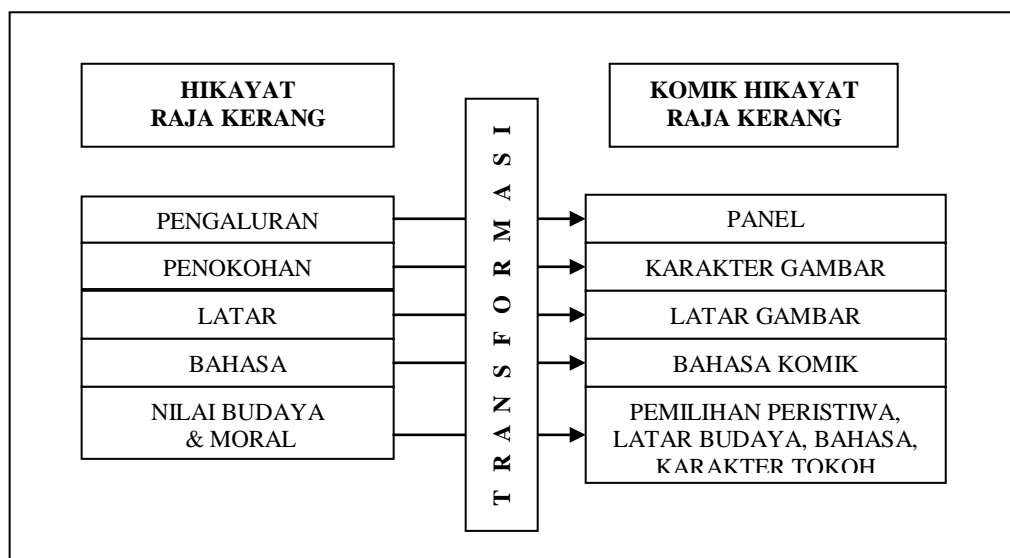 HIKAYAT
RAJA KERANG
KOMIK HIKAYAT
RAJA KERANG
TRANSFORMASI
PENGALURAN
PANEL
PENOKOHAN
KARAKTER GAMBAR
LATAR
LATAR GAMBAR
BAHASA
BAHASA KOMIK
NILAI BUDAYA
& MORAL
PEMILIHAN PERISTIWA,
LATAR BUDAYA, BAHASA,
KARAKTER TOKOH